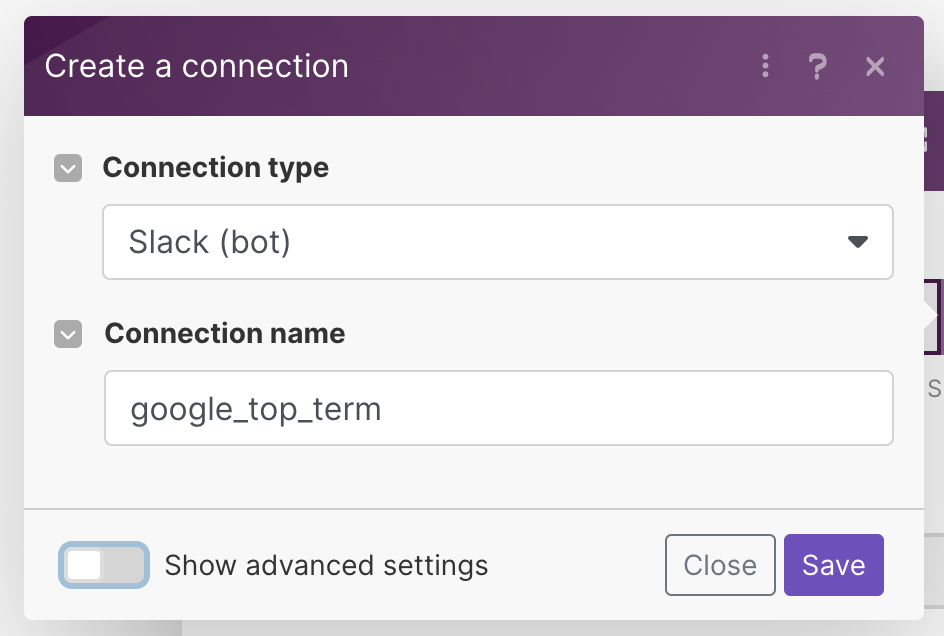 Create a connection
Connection type
Slack (bot)
Connection name
google_top_term
S
Show advanced settings
Close
Save